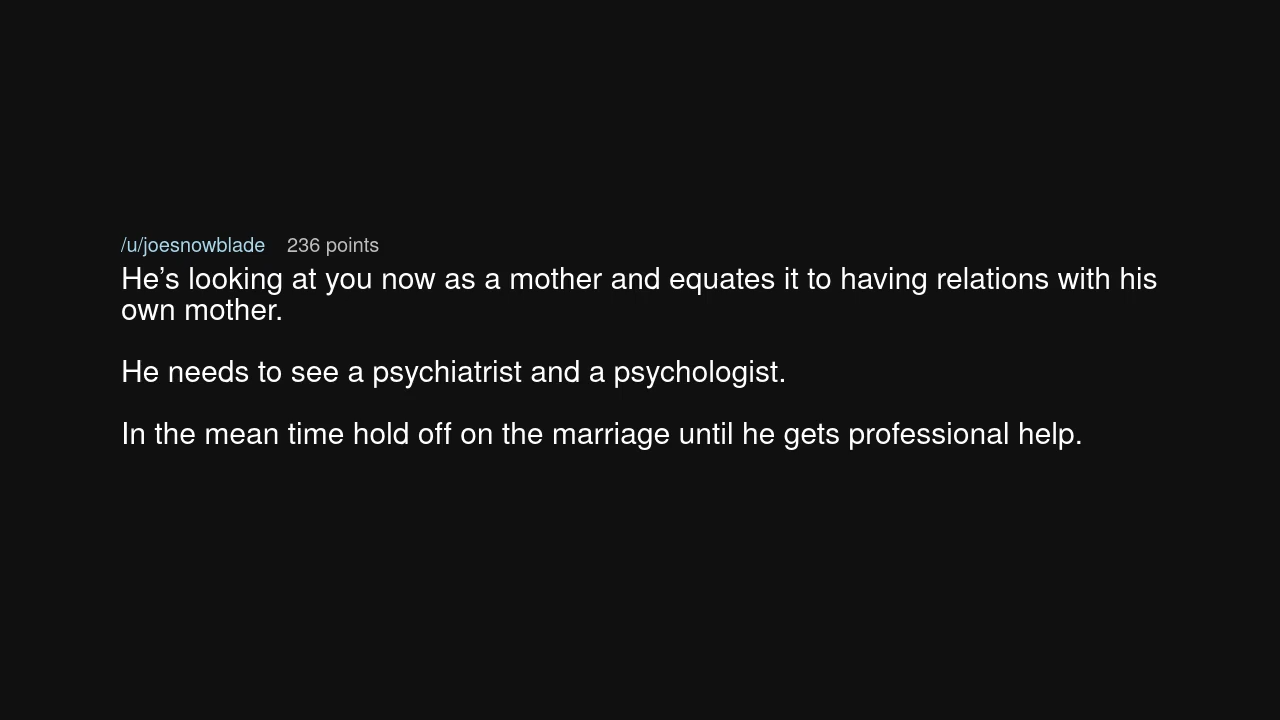 /u/joesnowblade 236 points
He’s looking at you now as a mother and equates it to having relations with his
own mother.
He needs to see a psychiatrist and a psychologist.
In the mean time hold off on the marriage until he gets professional help.